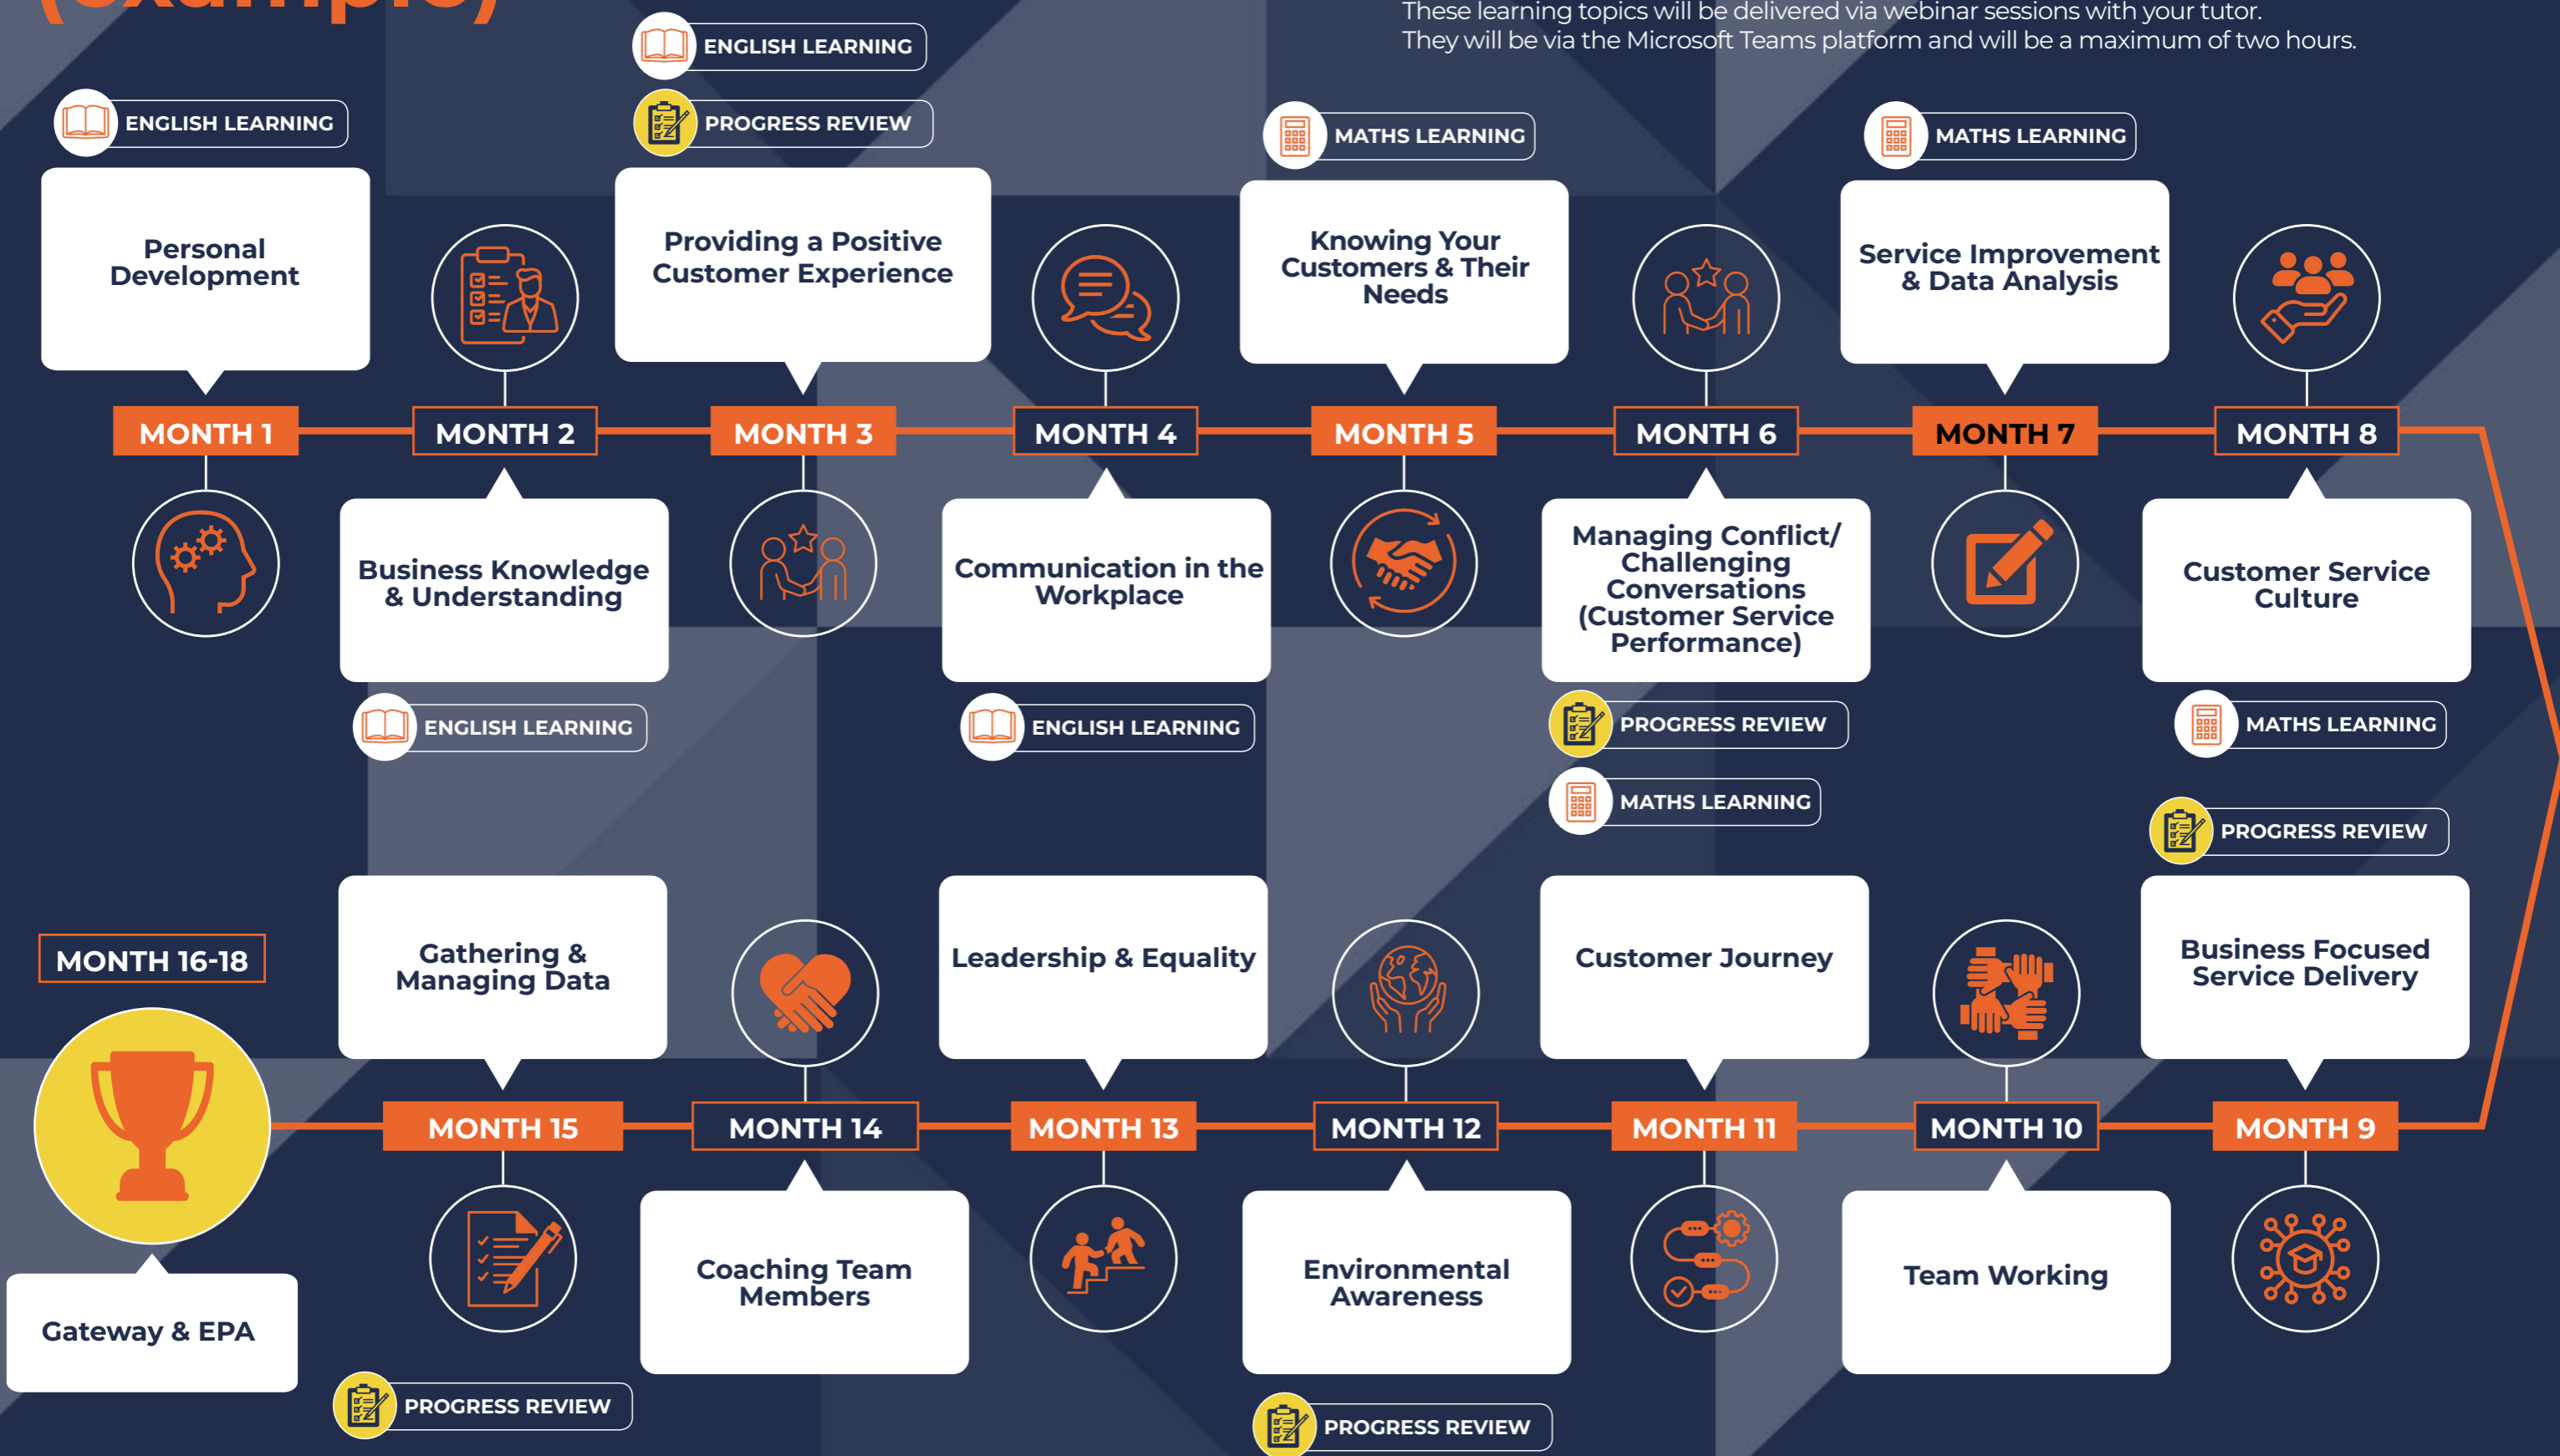 (example)
These learning topics will be delivered via webinar sessions with your tutor.
They will be via the Microsoft Teams platform and will be a maximum of two hours.
ENGLISH LEARNING
Personal
Development
MONTH 1
MONTH 2
Business Knowledge
& Understanding
ENGLISH LEARNING
ENGLISH LEARNING
PROGRESS REVIEW
Providing a Positive
Customer Experience
MONTH 3
MONTH 4
Communication in the
Workplace
ENGLISH LEARNING
MATHS LEARNING
Knowing Your
Customers & Their
Needs
MONTH 5
MONTH 6
Managing Conflict/
Challenging
Conversations
(Customer Service
Performance)
PROGRESS REVIEW
MATHS LEARNING
MATHS LEARNING
Service Improvement
& Data Analysis
MONTH 7
MONTH 8
Customer Service
Culture
MATHS LEARNING
PROGRESS REVIEW
Business Focused
Service Delivery
MONTH 9
MONTH 10
Team Working
Customer Journey
MONTH 11
MONTH 12
Environmental
Awareness
PROGRESS REVIEW
Leadership & Equality
MONTH 13
MONTH 14
Coaching Team
Members
Gathering &
Managing Data
MONTH 15
PROGRESS REVIEW
MONTH 16-18
Gateway & EPA